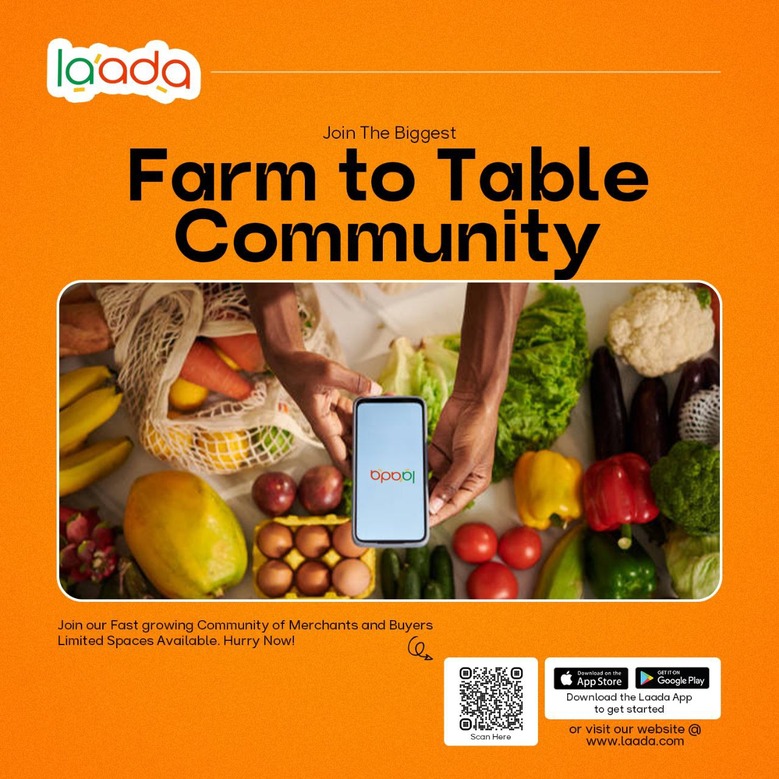 la'ada
Join The Biggest
Farm to Table
Community
laada
Join our Fast growing Community of Merchants and Buyers
Limited Spaces Available. Hurry Now!
Scan Here
Download on the
App Store
GET IT ON
Google Play
Download the Laada App
to get started
or visit our website @
www.laada.com